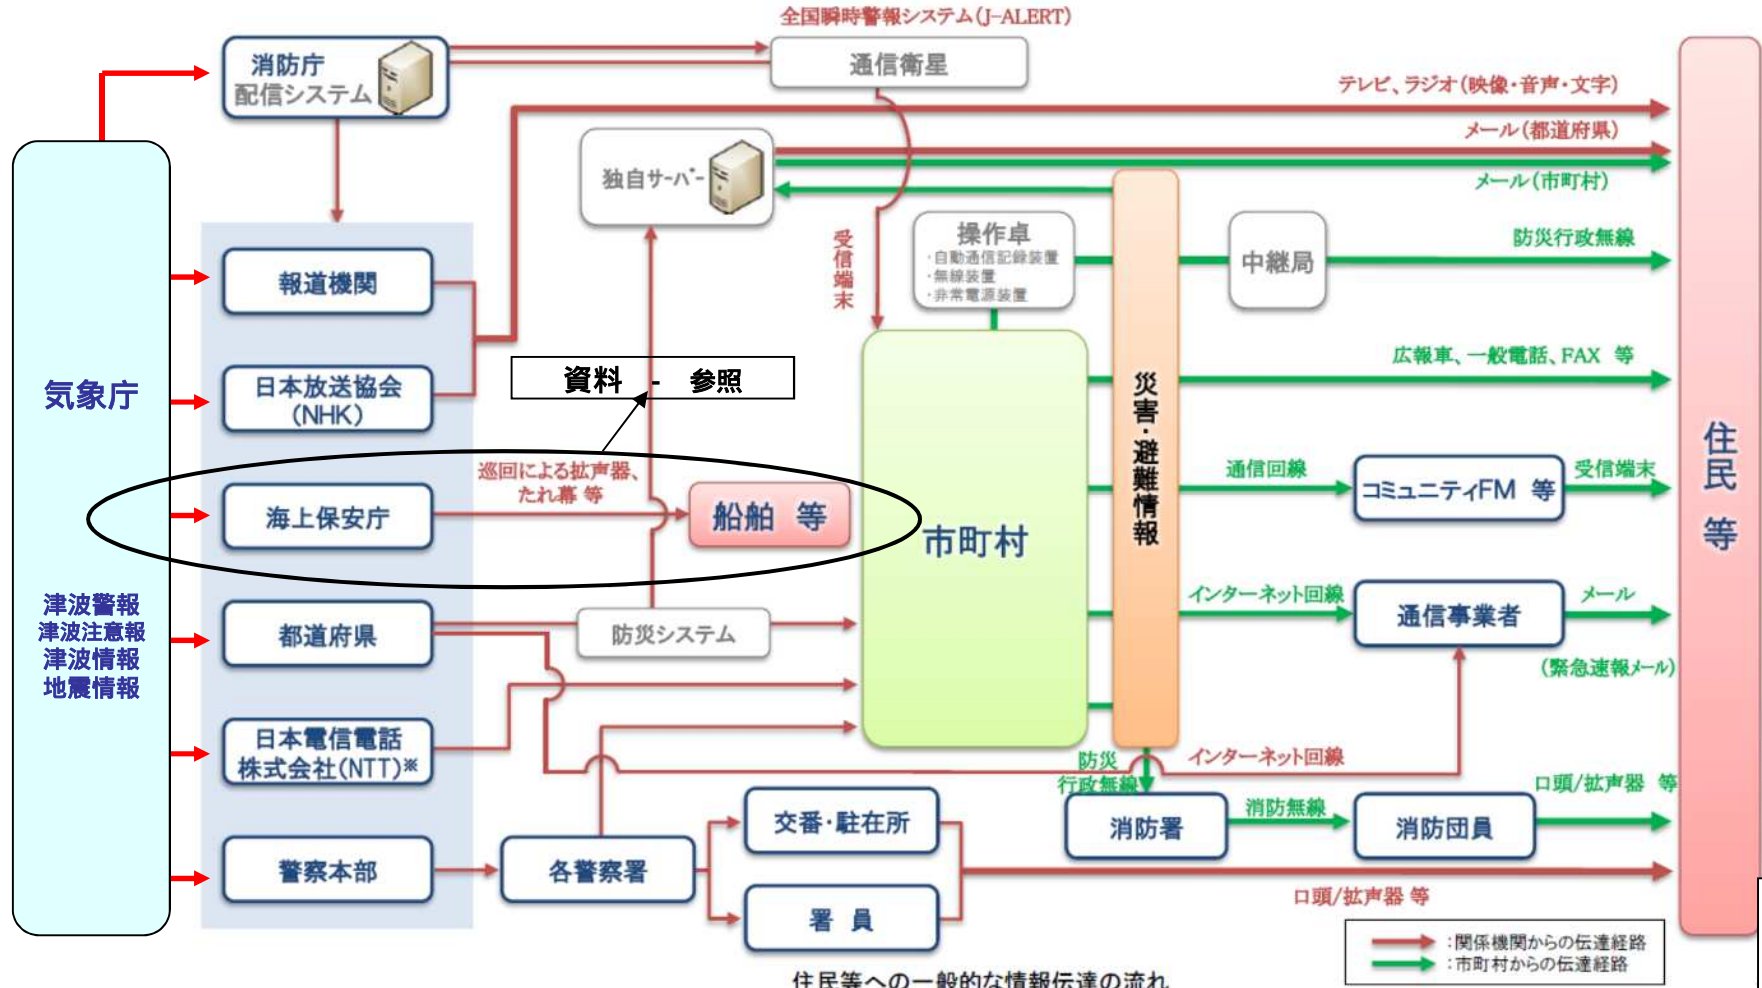 全国瞬時警報システム(J-ALERT)
消防庁
配信システム
通信衛星
テレビ、ラジオ(映像・音声・文字)
メール(都道府県)
独自サーバー
メール(市町村)
受信端末
操作卓
・自動通信記録装置
・無線装置
・非常電源装置
中継局
防災行政無線
報道機関
気象庁
日本放送協会
(NHK)
資料 - 参照
広報車、一般電話、FAX 等
災害・避難情報
住民 等
巡回による拡声器、
たれ幕 等
海上保安庁
船舶 等
市町村
通信回線
コミュニティFM 等
受信端末
津波警報
津波注意報
津波情報
地震情報
都道府県
防災システム
インターネット回線
通信事業者
メール
(緊急速報メール)
日本電信電話
株式会社(NTT)※
防災
行政無線
インターネット回線
口頭/拡声器 等
交番・駐在所
消防署
消防無線
消防団員
警察本部
各警察署
署 員
口頭/拡声器 等
:関係機関からの伝達経路
:市町村からの伝達経路
住民等への一般的な情報伝達の流れ